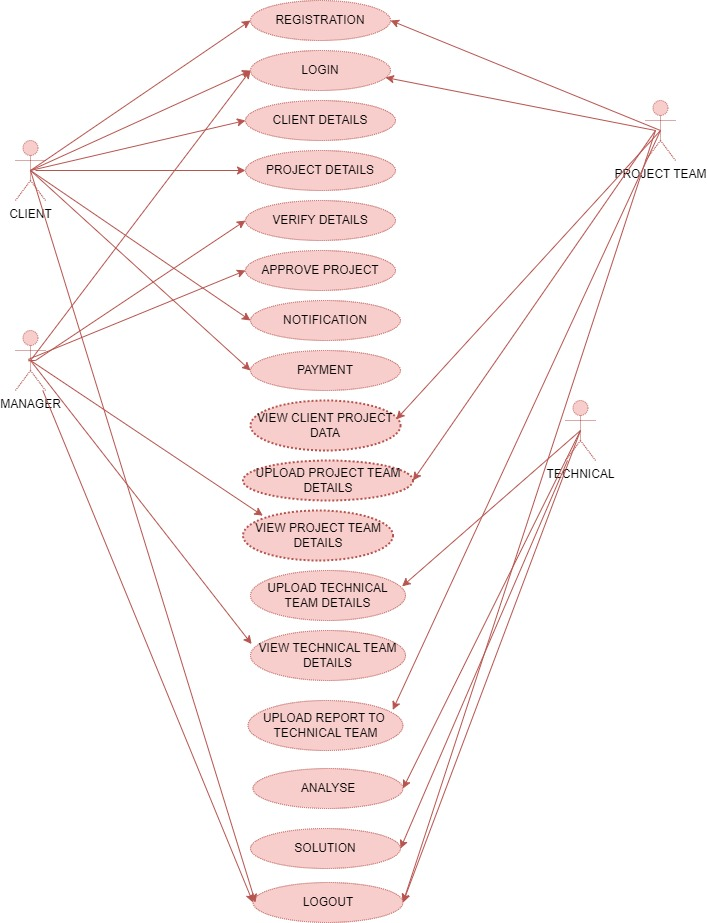 REGISTRATION
LOGIN
CLIENT DETAILS
PROJECT DETAILS
PROJECT TEAM
CLIENT
VERIFY DETAILS
APPROVE PROJECT
NOTIFICATION
PAYMENT
MANAGER
VIEW CLIENT PROJECT
DATA
UPLOAD PROJECT TEAM
DETAILS
TECHNICAL
VIEW PROJECT TEAM
DETAILS
UPLOAD TECHNICAL
TEAM DETAILS
VIEW TECHNICAL TEAM
DETAILS
UPLOAD REPORT TO
TECHNICAL TEAM
ANALYSE
SOLUTION
LOGOUT